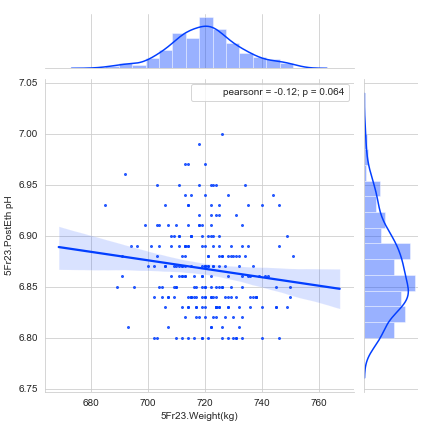 pearsonr = -0.12; p = 0.064
7.05
7.00
6.95
6.90
6.85
6.80
6.75
5Fr23.PostEth pH
680 700 720 740 760
5Fr23.Weight(kg)